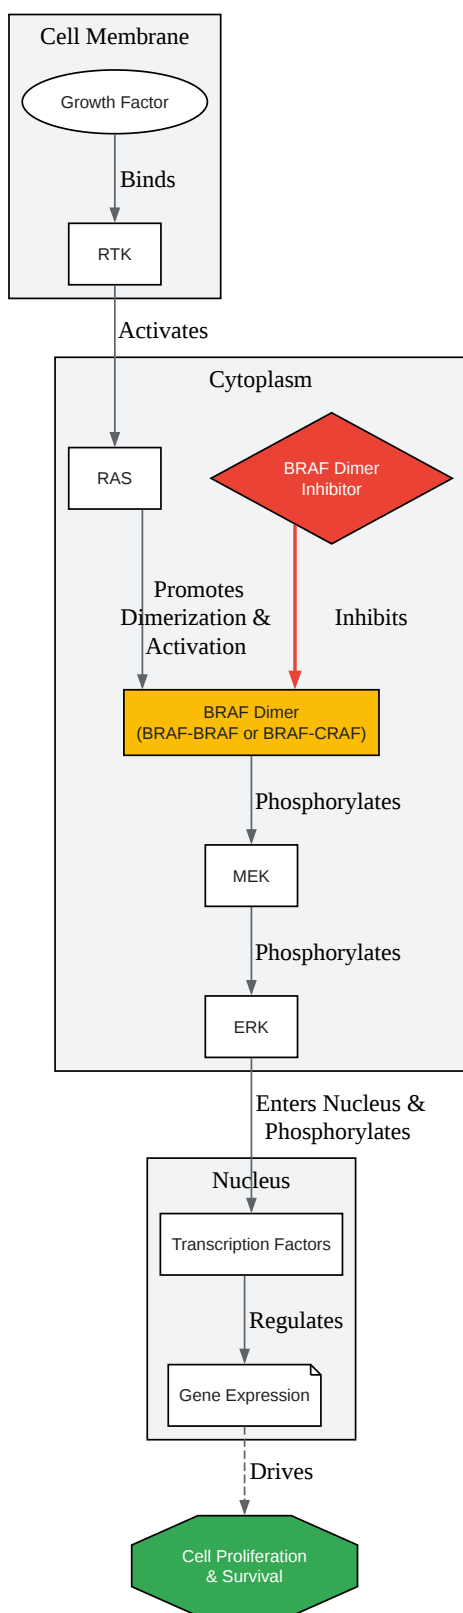 Cell Membrane
Growth Factor
Binds
RTK
Activates
Cytoplasm
RAS
BRAF Dimer
Inhibitor
Promotes
Dimerization &
Activation
Inhibits
BRAF Dimer
(BRAF-BRAF or BRAF-CRAF)
Phosphorylates
MEK
Phosphorylates
ERK
Enters Nucleus &
Phosphorylates
Nucleus
Transcription Factors
Regulates
Gene Expression
Drives
Cell Proliferation
& Survival